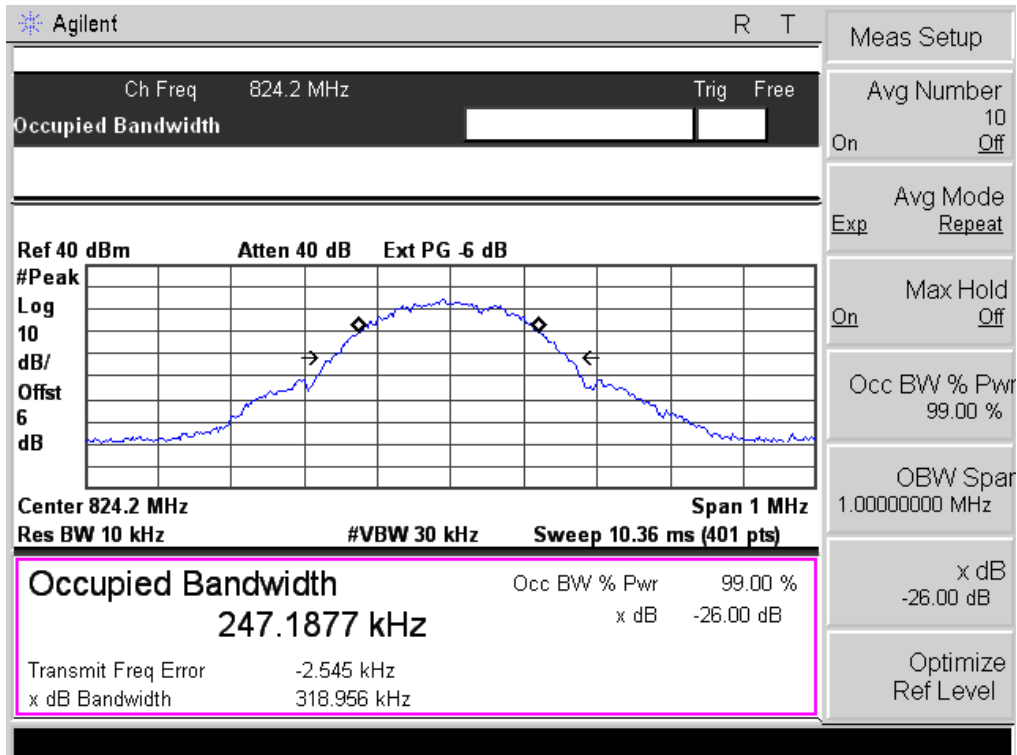 Agilent R T
Ch Freq 824.2 MHz Trig Free
Occupied Bandwidth
Ref 40 dBm Atten 40 dB Ext PG -6 dB
#Peak
Log
10
dB/
Offst
6
dB
Center 824.2 MHz Span 1 MHz
Res BW 10 kHz #VBW 30 kHz Sweep 10.36 ms (401 pts)
Occupied Bandwidth
247.1877 kHz
Occ BW % Pwr 99.00 %
x dB -26.00 dB
Transmit Freq Error -2.545 kHz
x dB Bandwidth 318.956 kHz
Meas Setup
Avg Number
10
On Off
Avg Mode
Exp Repeat
Max Hold
On Off
Occ BW % Pwr
99.00 %
OBW Span
1.00000000 MHz
x dB
-26.00 dB
Optimize
Ref Level